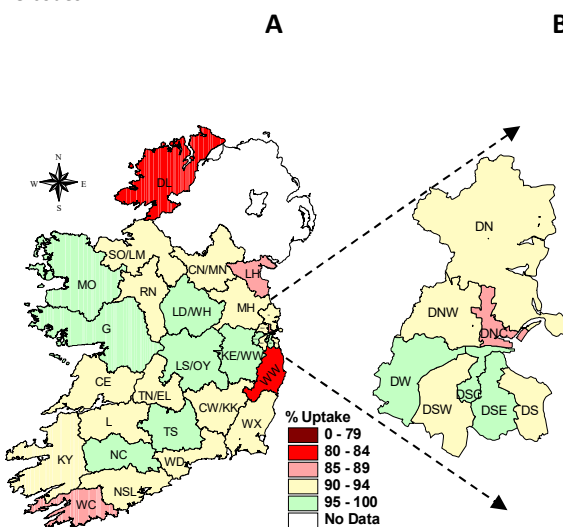 A
B
N
W E
S
DL
SO/LM
CN/MN
LH
MO
RN
LD/WH
MH
G
LS/OY
KE/WW
WW
CE
TN/EL
CW/KK
L
TS
WX
KY
NC
WD
NSL
WC
% Uptake
0 - 79
80 - 84
85 - 89
90 - 94
95 - 100
No Data
DN
DNW
DNC
DW
DSC
DSW
DSE
DS